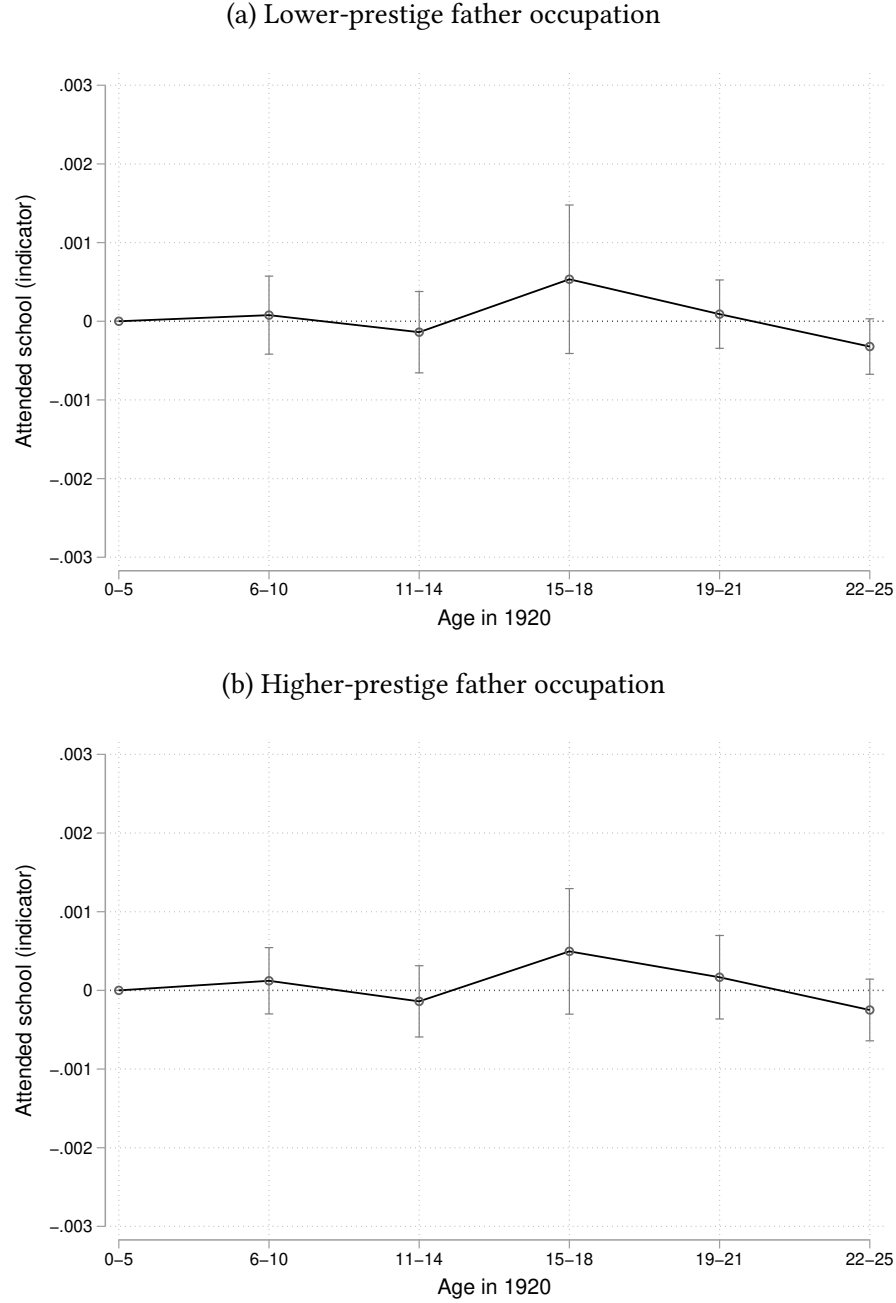 (a) Lower-prestige father occupation
.003
.002
.001
0
−.001
−.002
−.003
Attended school (indicator)
0−5 6−10 11−14 15−18 19−21 22−25
Age in 1920
(b) Higher-prestige father occupation
.003
.002
.001
0
−.001
−.002
−.003
Attended school (indicator)
0−5 6−10 11−14 15−18 19−21 22−25
Age in 1920